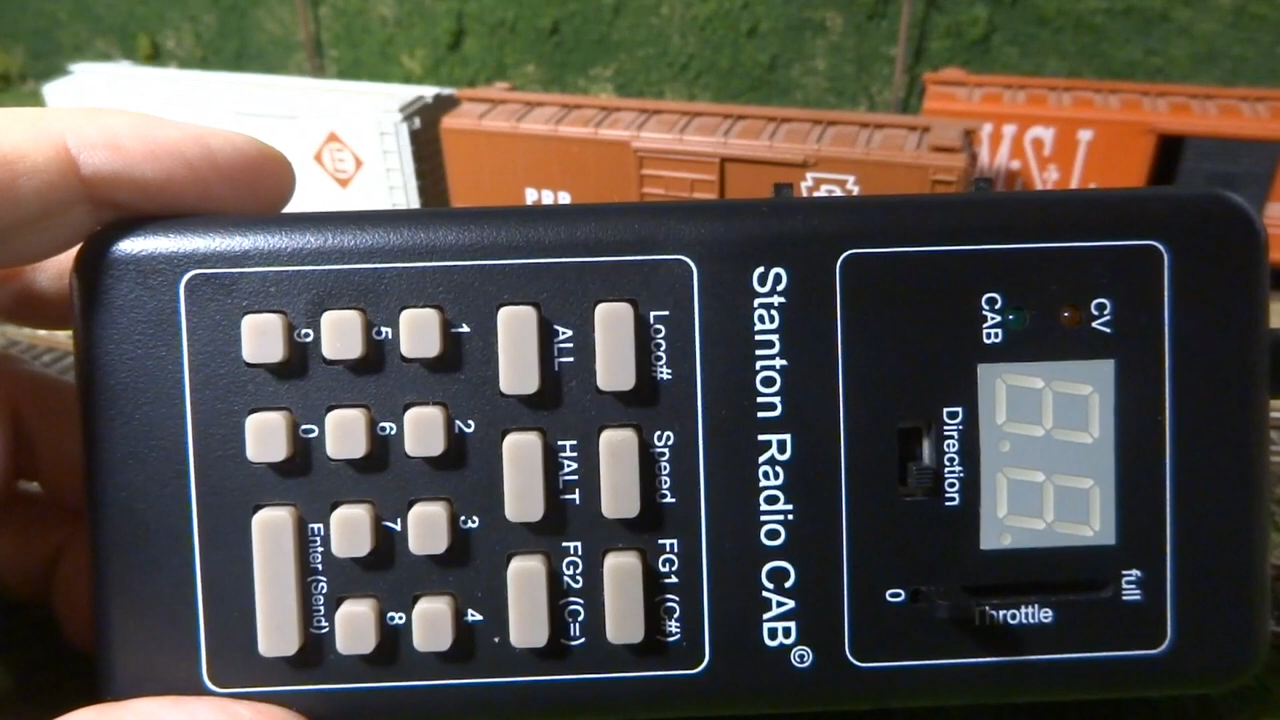 PRR
M&S.L
CV
CAB
Direction
full
Throttle
0
Stanton Radio CAB©
Loco#
Speed
FG1 (C#)
ALL
HALT
FG2 (C=)
1
2
3
4
5
6
7
8
9
0
Enter (Send)